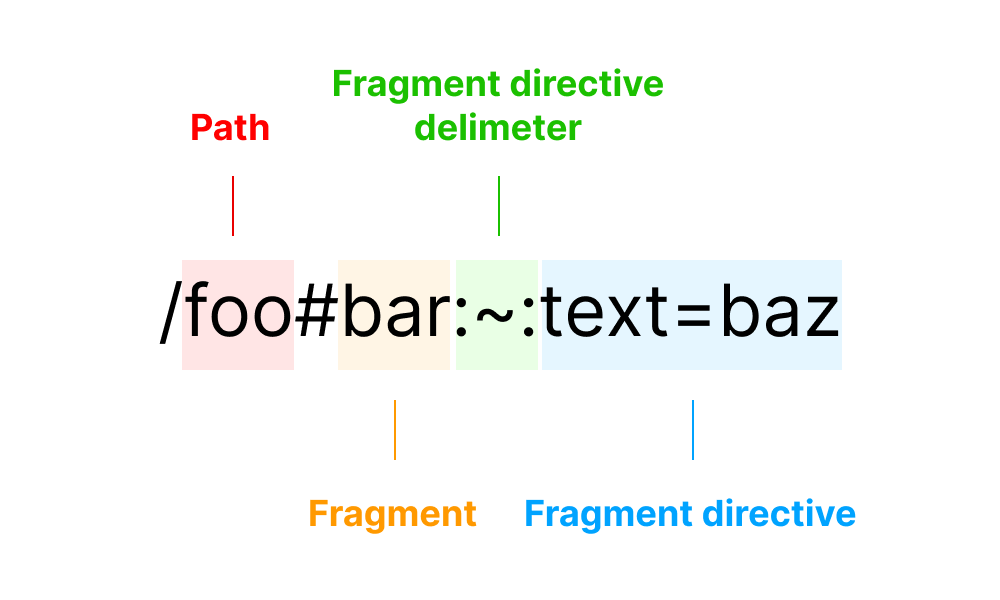 Fragment directive
delimeter
Path
/foo#bar:~:text=baz
Fragment
Fragment directive